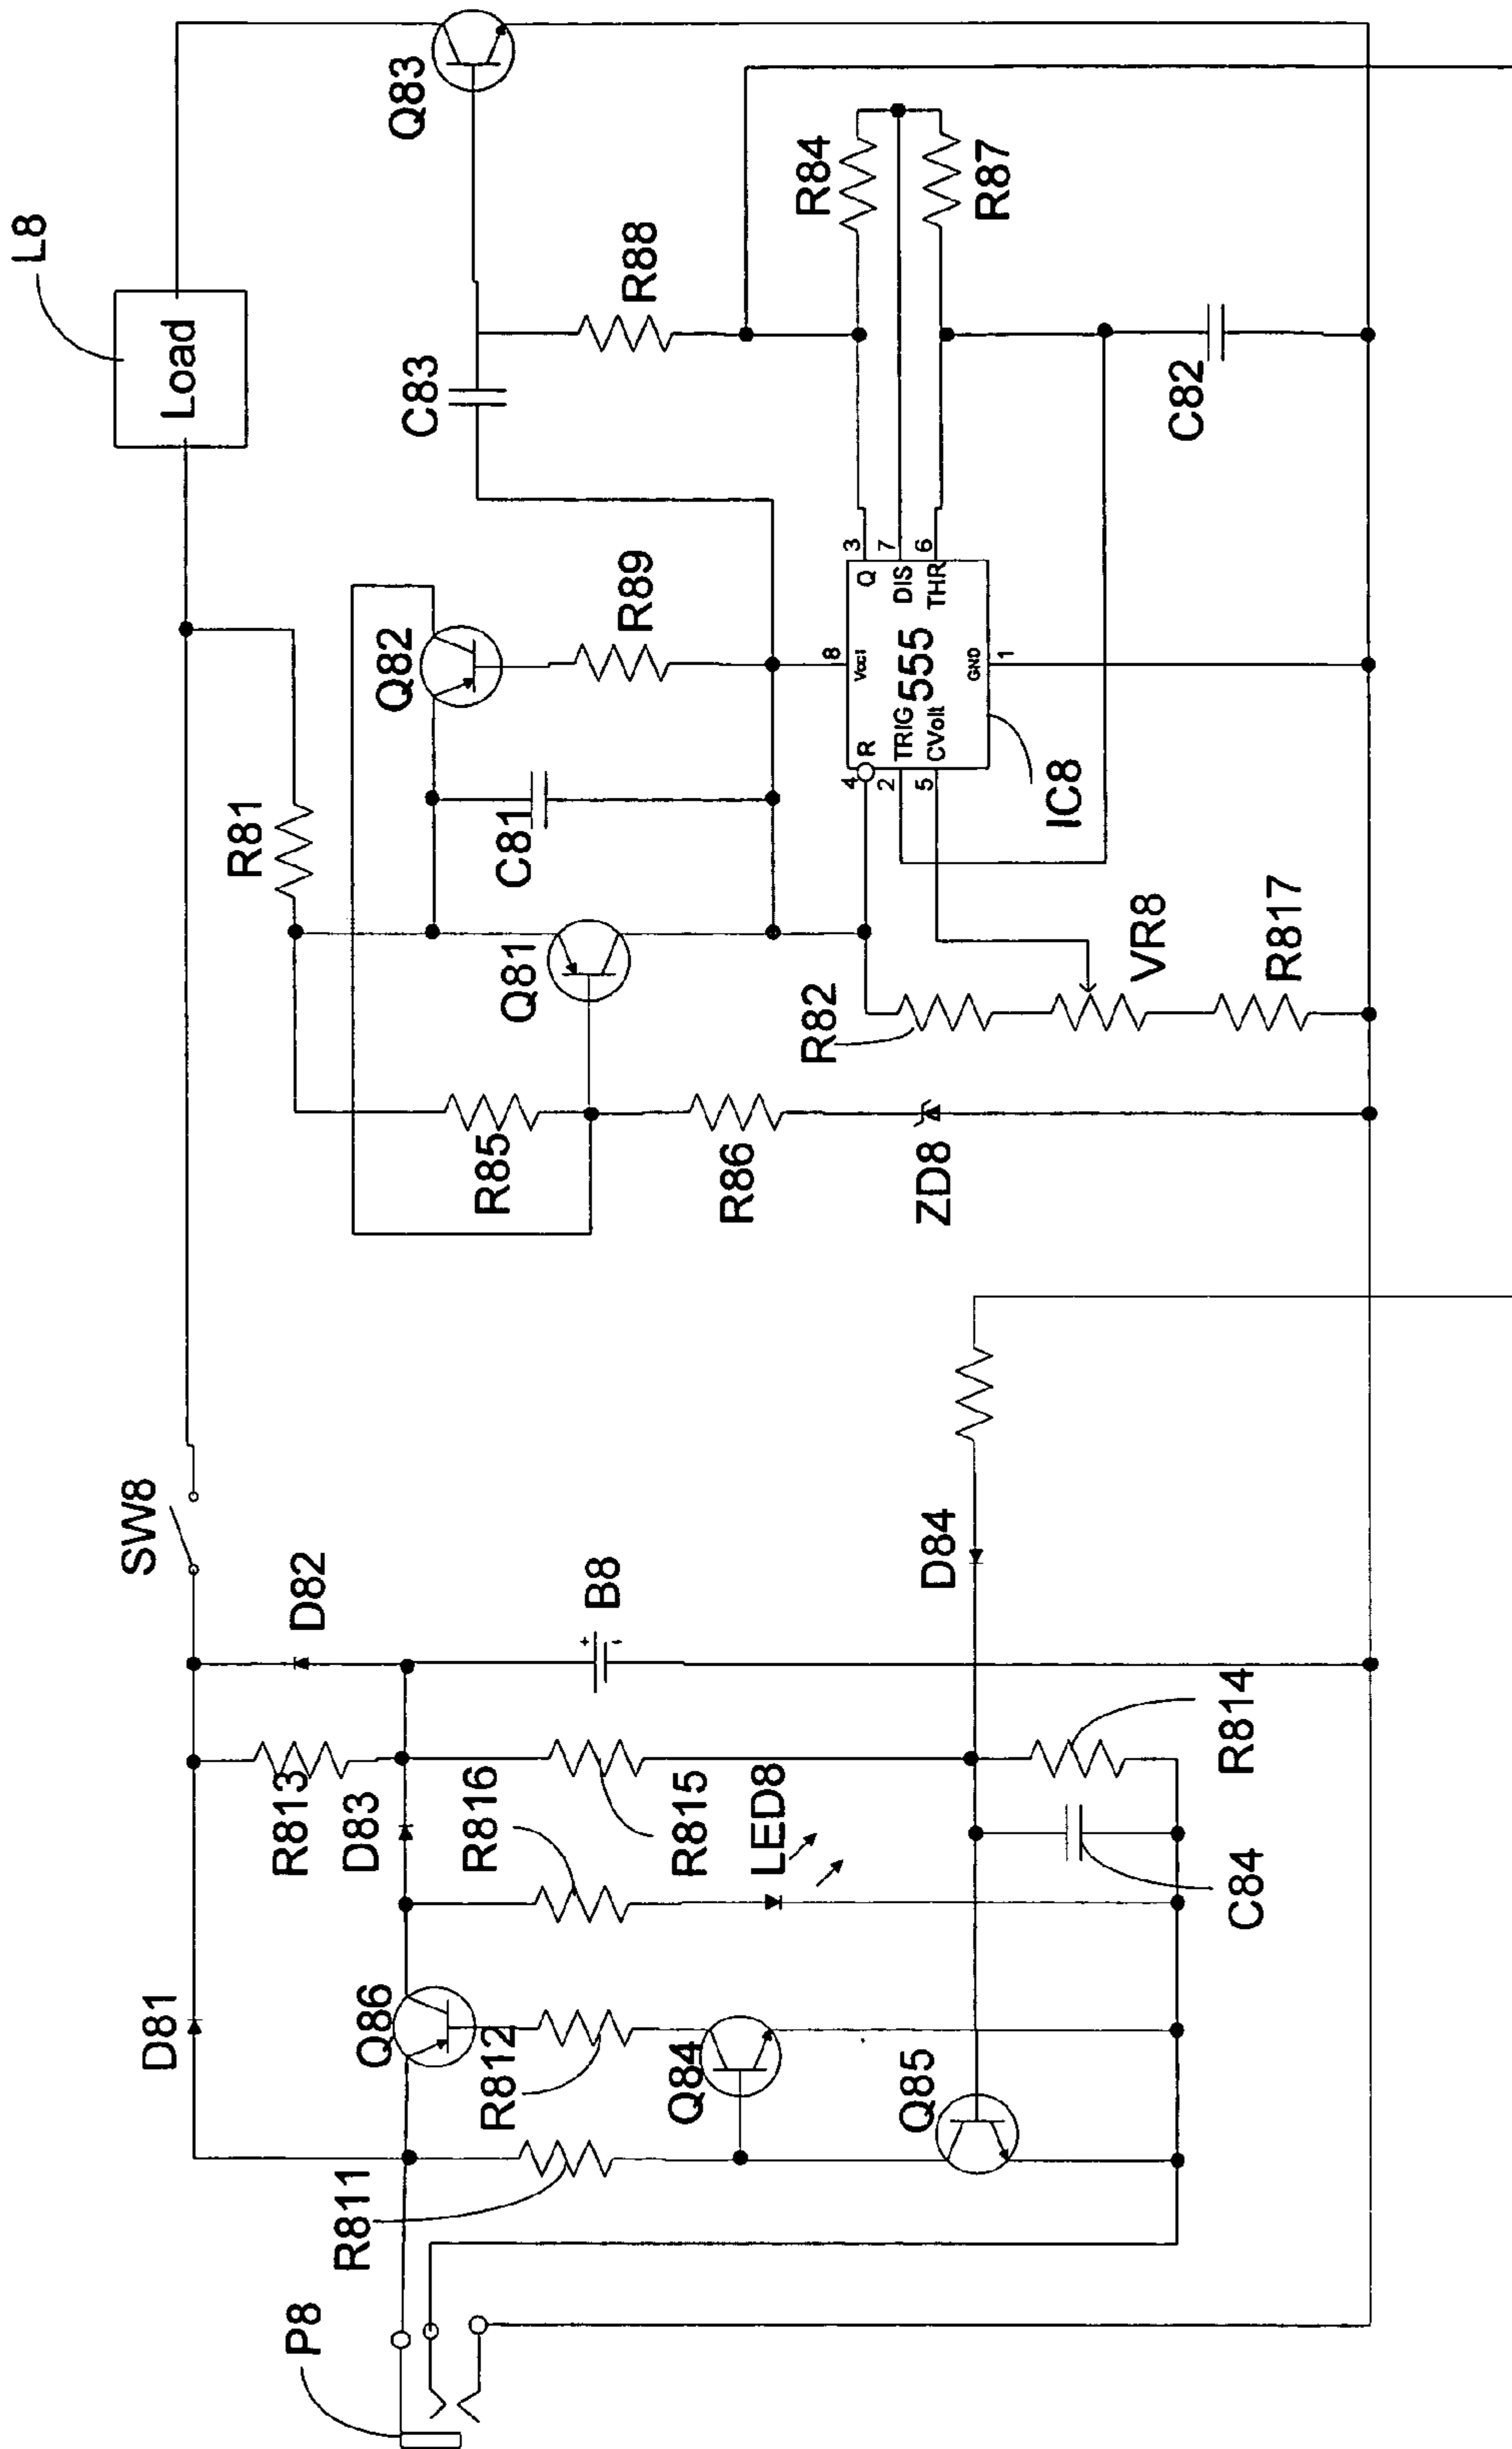 L8
Load
Q83
R84
R87
R88
C83
C82
Q82
R89
3
Q
7
DIS
6
THR
8
Vcc1
555
GND
1
R
4
TRIG
2
CVolt
5
IC8
R81
C81
Q81
R82
VR8
R817
R85
R86
ZD8
SW8
D82
B8
+
-
D84
R814
R813
D83
R816
R815
LED8
C84
D81
Q86
R812
Q84
Q85
R811
P8